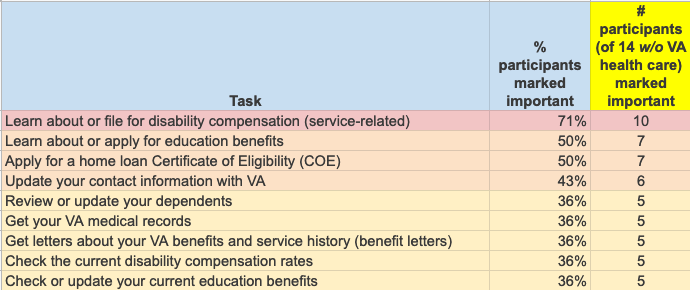 Task
% participants marked important
# participants (of 14 w/o VA health care) marked important
Learn about or file for disability compensation (service-related) 71% 10
Learn about or apply for education benefits 50% 7
Apply for a home loan Certificate of Eligibility (COE) 50% 7
Update your contact information with VA 43% 6
Review or update your dependents 36% 5
Get your VA medical records 36% 5
Get letters about your VA benefits and service history (benefit letters) 36% 5
Check the current disability compensation rates 36% 5
Check or update your current education benefits 36% 5